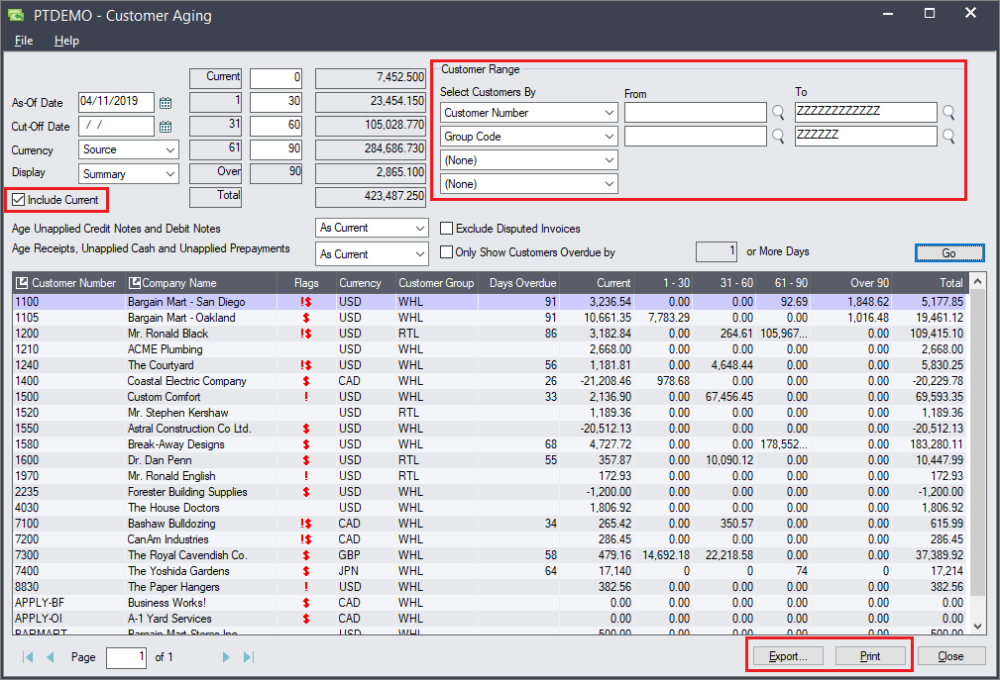 PTDEMO - Customer Aging
File Help
Current 0 7,452.500
As-Of Date 04/11/2019 1 30 23,454.150
Cut-Off Date / / 31 60 105,028.770
Currency Source 61 90 284,686.730
Display Summary Over 90 2,865.100
Include Current Total 423,487.250
Customer Range
Select Customers By From To
Customer Number ZZZZZZZZZZZZ
Group Code ZZZZZZ
(None)
(None)
Age Unapplied Credit Notes and Debit Notes As Current Exclude Disputed Invoices
Age Receipts, Unapplied Cash and Unapplied Prepayments As Current Only Show Customers Overdue by 1 or More Days Go
Customer Number Company Name Flags Currency Customer Group Days Overdue Current 1 - 30 31 - 60 61 - 90 Over 90 Total
1100 Bargain Mart - San Diego !$ USD WHL 91 3,236.54 0.00 0.00 92.69 1,848.62 5,177.85
1105 Bargain Mart - Oakland $ USD WHL 91 10,661.35 7,783.29 0.00 0.00 1,016.48 19,461.12
1200 Mr. Ronald Black !$ USD RTL 86 3,182.84 0.00 264.61 105,967... 0.00 109,415.10
1210 ACME Plumbing USD WHL 2,668.00 0.00 0.00 0.00 0.00 2,668.00
1240 The Courtyard !$ USD WHL 56 1,181.81 0.00 4,648.44 0.00 0.00 5,830.25
1400 Coastal Electric Company $ CAD WHL 26 -21,208.46 978.68 0.00 0.00 0.00 -20,229.78
1500 Custom Comfort ! USD WHL 33 2,136.90 0.00 67,456.45 0.00 0.00 69,593.35
1520 Mr. Stephen Kershaw USD RTL 1,189.36 0.00 0.00 0.00 0.00 1,189.36
1550 Astral Construction Co Ltd. $ USD WHL -20,512.13 0.00 0.00 0.00 0.00 -20,512.13
1580 Break-Away Designs $ USD WHL 68 4,727.72 0.00 0.00 178,552... 0.00 183,280.11
1600 Dr. Dan Penn $ USD RTL 55 357.87 0.00 10,090.12 0.00 0.00 10,447.99
1970 Mr. Ronald English ! USD RTL 172.93 0.00 0.00 0.00 0.00 172.93
2235 Forester Building Supplies $ USD WHL -1,200.00 0.00 0.00 0.00 0.00 -1,200.00
4030 The House Doctors USD WHL 1,806.92 0.00 0.00 0.00 0.00 1,806.92
7100 Bashaw Bulldozing !$ CAD WHL 34 265.42 0.00 350.57 0.00 0.00 615.99
7200 CanAm Industries !$ CAD WHL 286.45 0.00 0.00 0.00 0.00 286.45
7300 The Royal Cavendish Co. $ GBP WHL 58 479.16 14,692.18 22,218.58 0.00 0.00 37,389.92
7400 The Yoshida Gardens $ JPN WHL 64 17,140 0 0 74 0 17,214
8830 The Paper Hangers ! USD WHL 382.56 0.00 0.00 0.00 0.00 382.56
APPLY-BF Business Works! $ CAD WHL 0.00 0.00 0.00 0.00 0.00 0.00
APPLY-OI A-1 Yard Services $ CAD WHL 0.00 0.00 0.00 0.00 0.00 0.00
BARMART Bargain Mart Stores Inc. USD WHL 500.00 0.00 0.00 0.00 0.00 500.00
Page 1 of 1 Export... Print Close